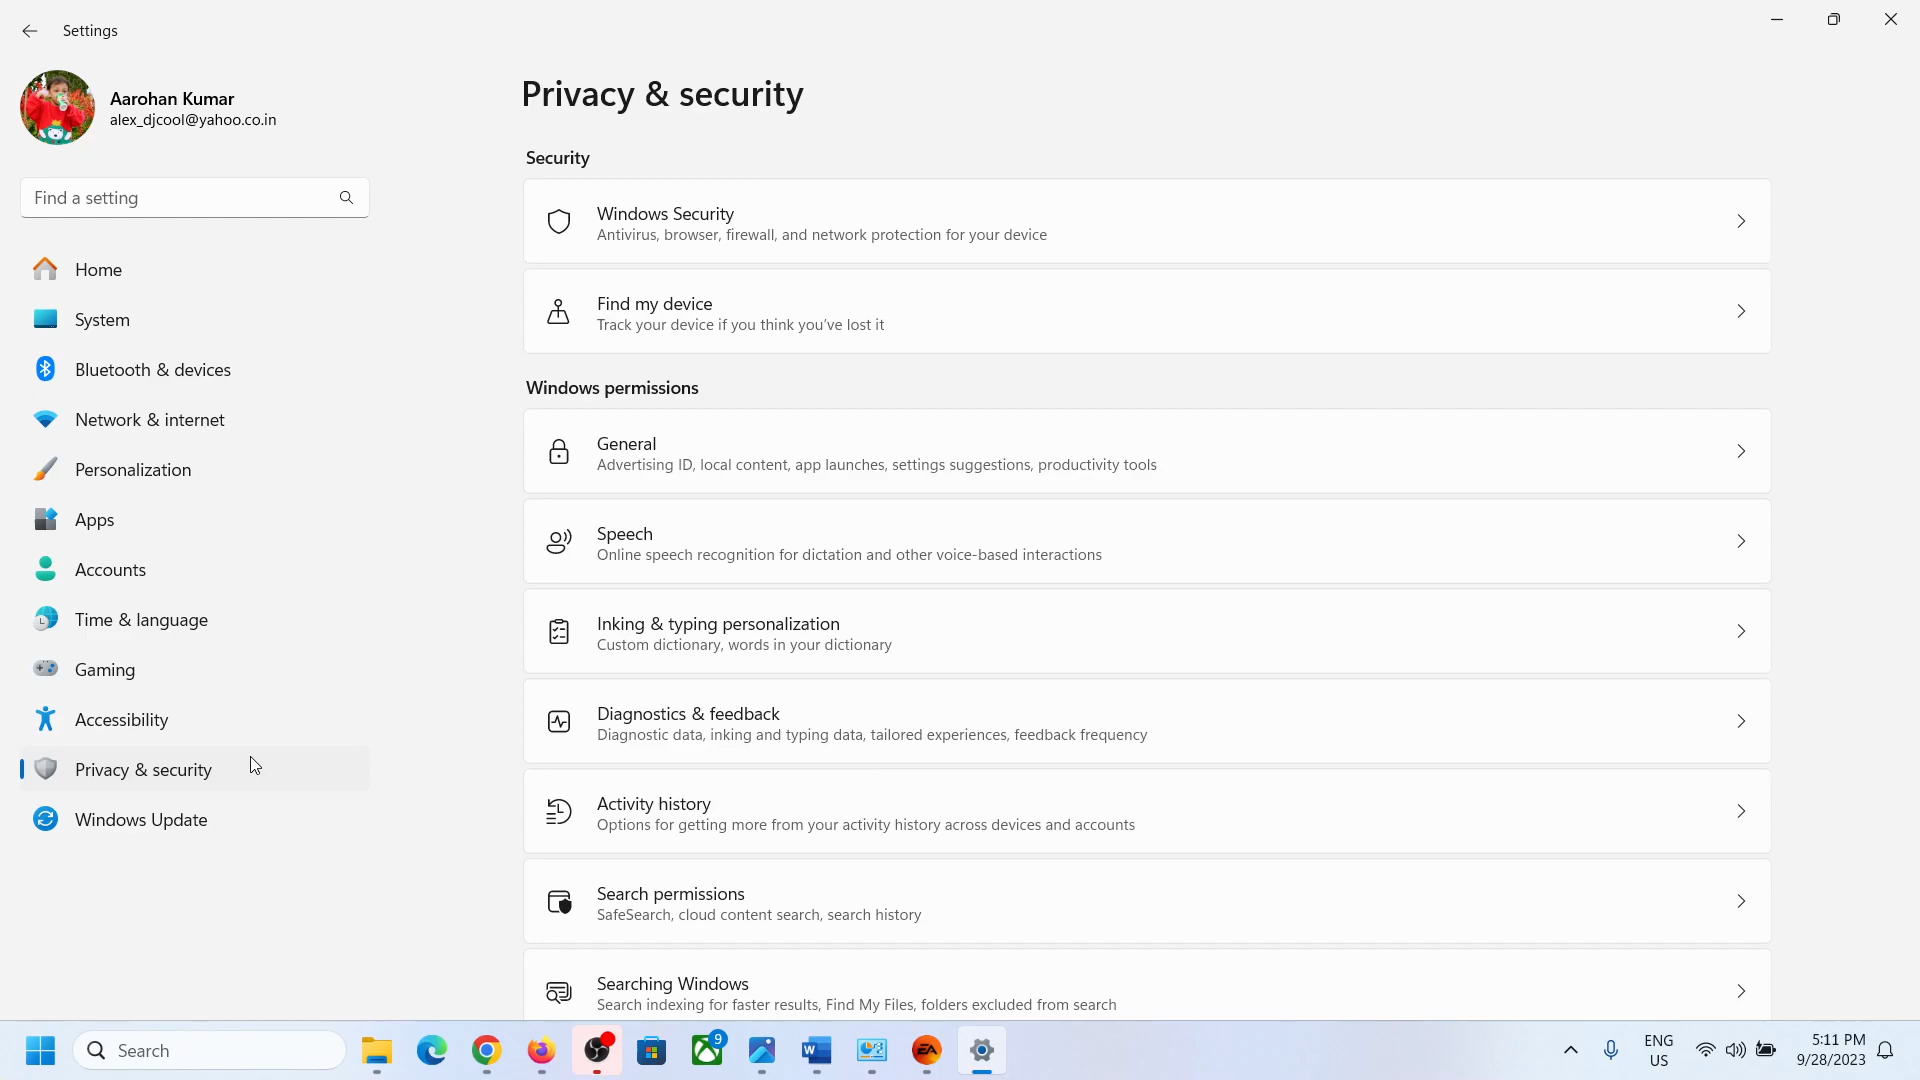 Settings
Aarohan Kumar
alex_djcool@yahoo.co.in
Find a setting
Home
System
Bluetooth & devices
Network & internet
Personalization
Apps
Accounts
Time & language
Gaming
Accessibility
Privacy & security
Windows Update
Privacy & security
Security
Windows Security
Antivirus, browser, firewall, and network protection for your device
Find my device
Track your device if you think you've lost it
Windows permissions
General
Advertising ID, local content, app launches, settings suggestions, productivity tools
Speech
Online speech recognition for dictation and other voice-based interactions
Inking & typing personalization
Custom dictionary, words in your dictionary
Diagnostics & feedback
Diagnostic data, inking and typing data, tailored experiences, feedback frequency
Activity history
Options for getting more from your activity history across devices and accounts
Search permissions
SafeSearch, cloud content search, search history
Searching Windows
Search indexing for faster results, Find My Files, folders excluded from search
Search
9
W
EA
ENG
US
5:11 PM
9/28/2023